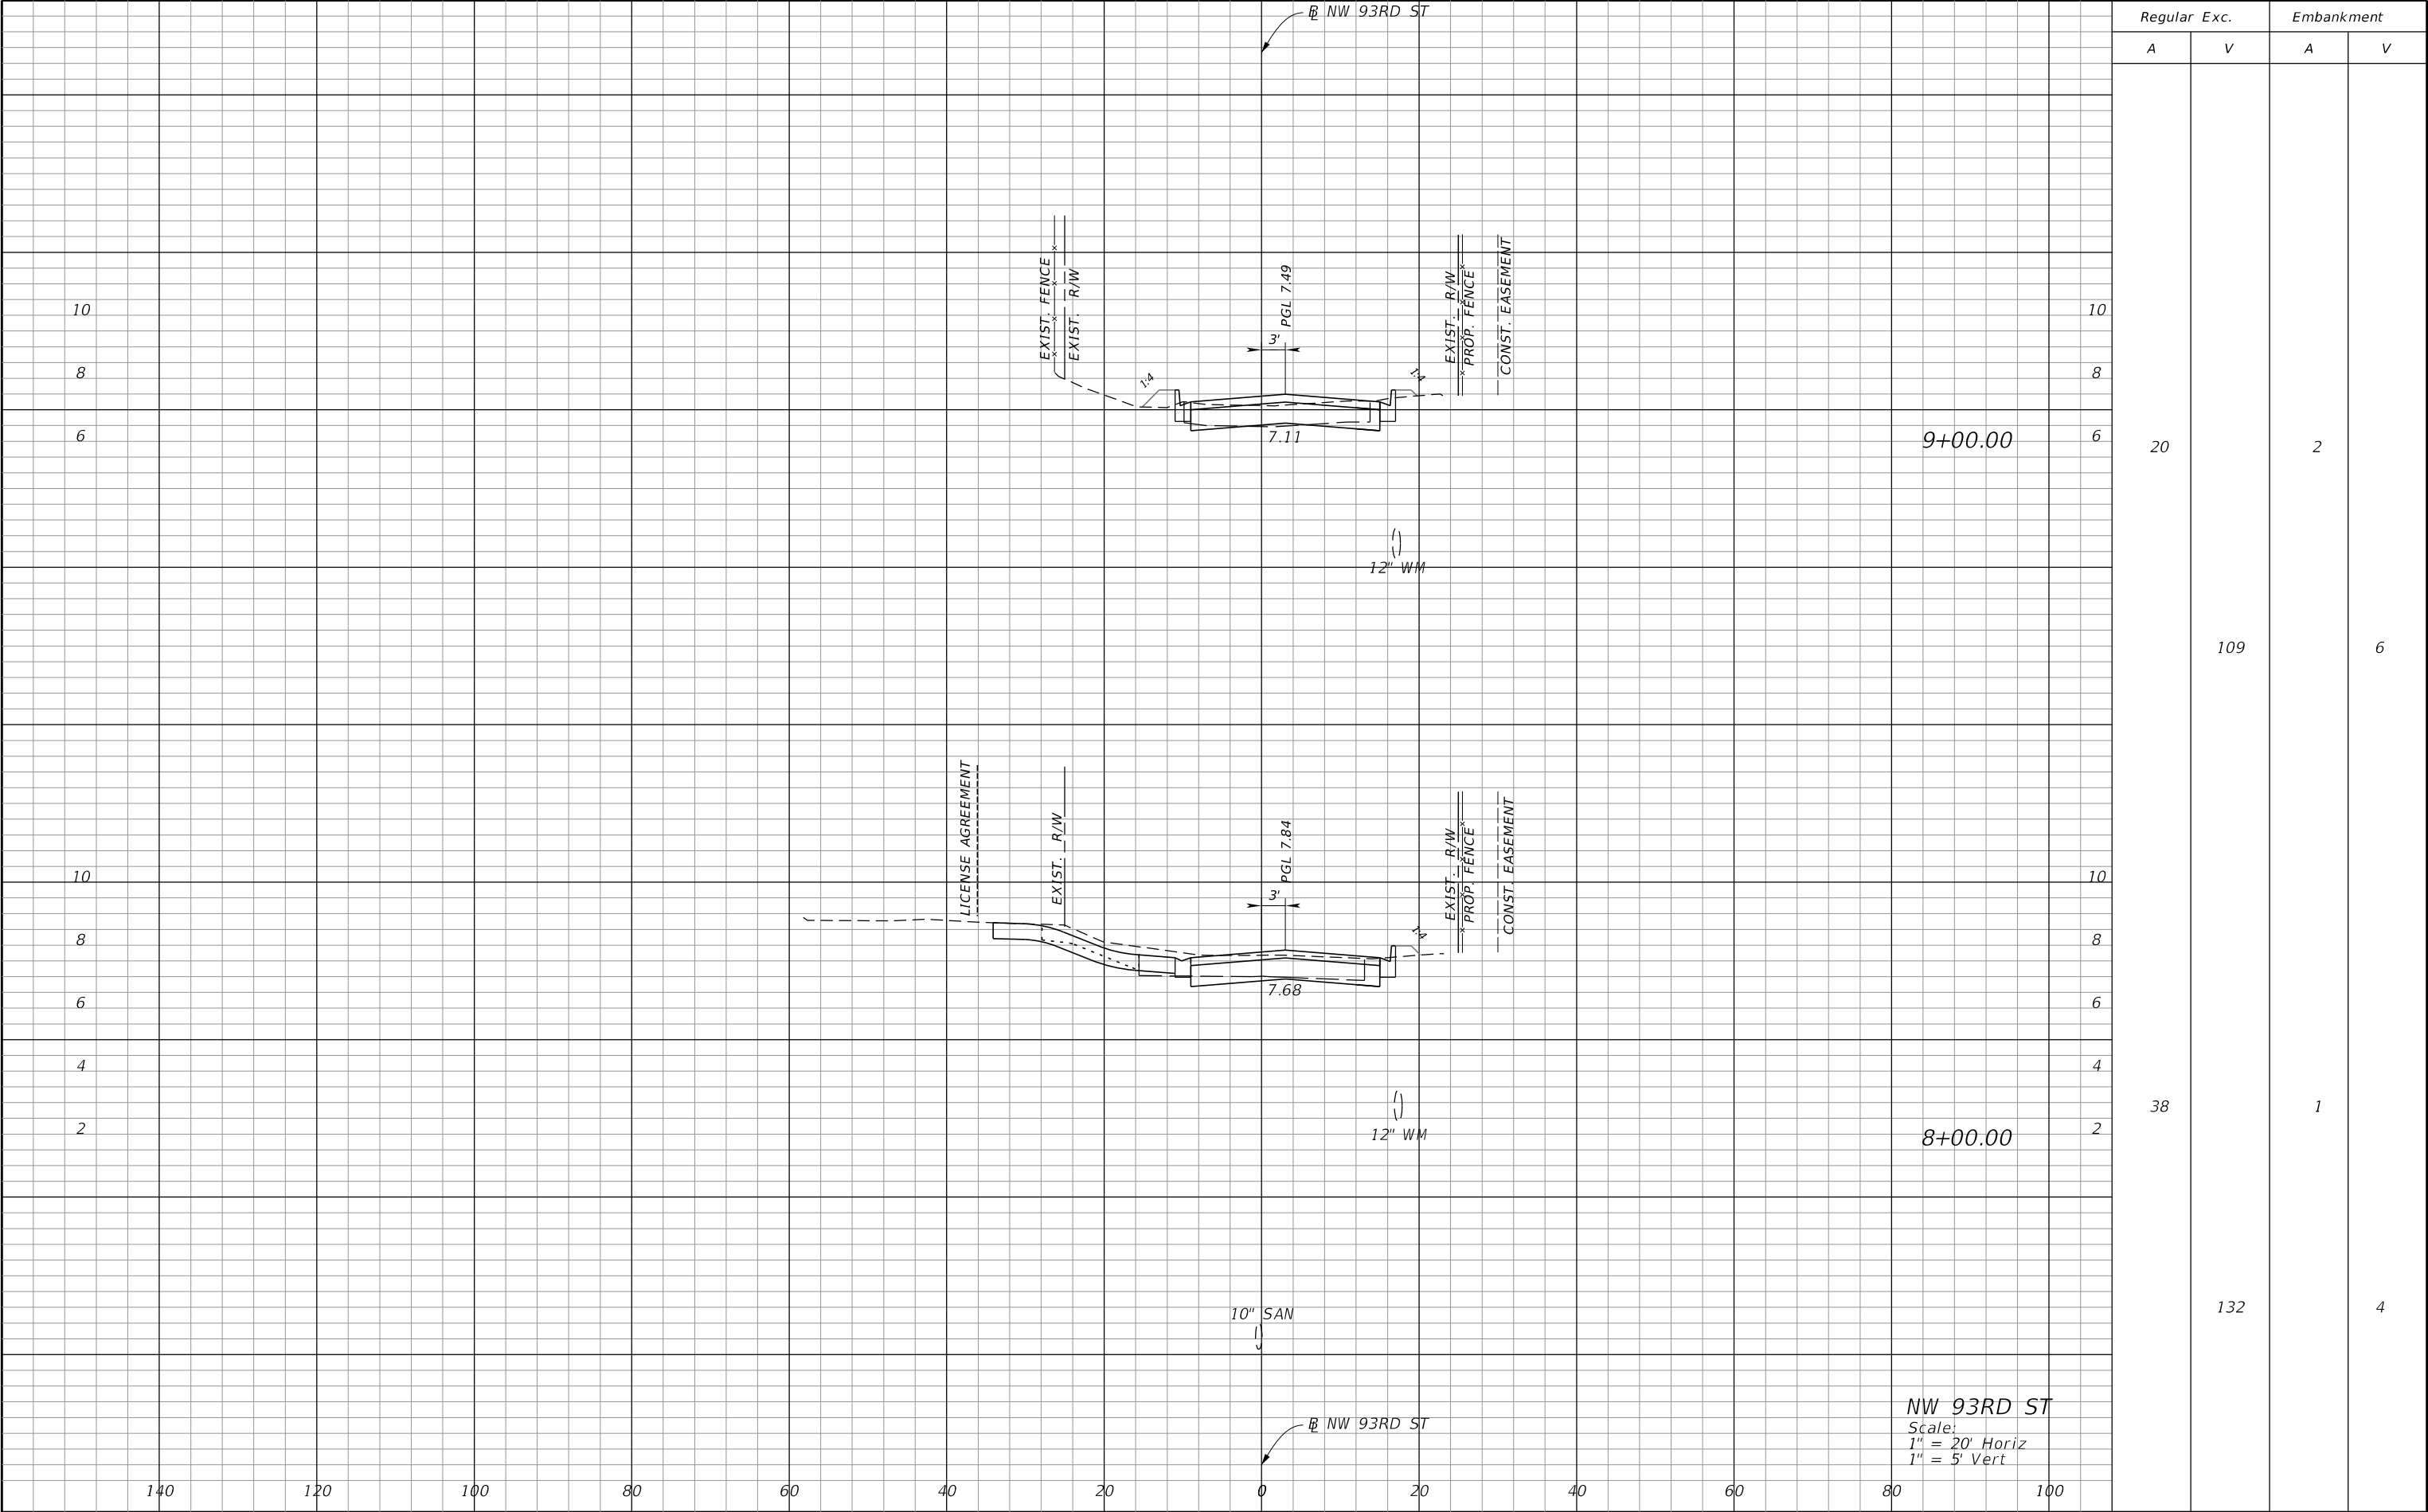 ℄ NW 93RD ST
Regular Exc. Embankment
A V A V
EXIST. FENCE
EXIST. R/W
PGL 7.49
3'
EXIST. R/W
PROP. FENCE
CONST. EASEMENT
10 10
8 1:4 1:4 8
6 7.11 9+00.00 6 20 2
12" WM
109 6
LICENSE AGREEMENT
EXIST. R/W
PGL 7.84
3'
EXIST. R/W
PROP. FENCE
CONST. EASEMENT
10 10
8 1:4 8
6 7.68 6
4 4
38 1
2 12" WM 8+00.00 2
10" SAN 132 4
NW 93RD ST
Scale:
1" = 20' Horiz
1" = 5' Vert
℄ NW 93RD ST
140 120 100 80 60 40 20 0 20 40 60 80 100